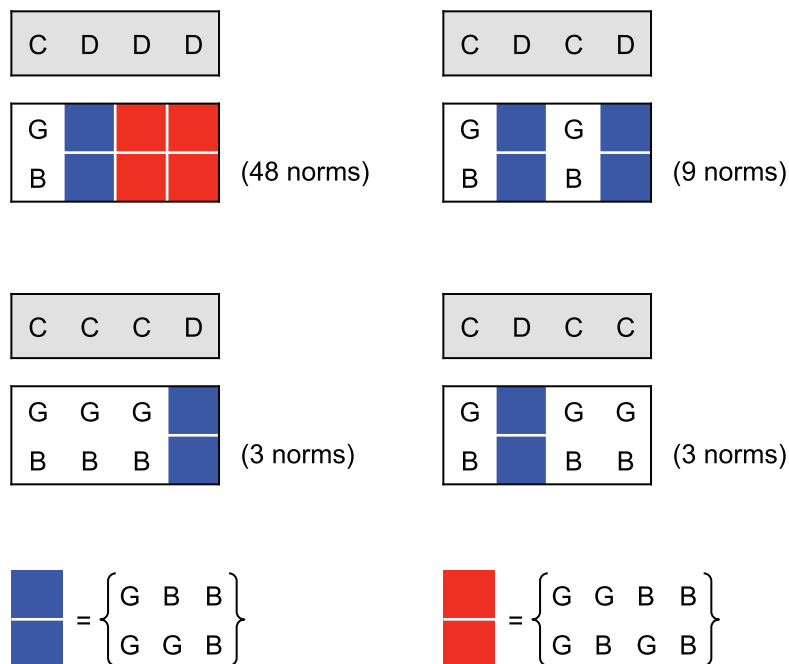 C D D D
G
B
(48 norms)
C D C D
G G
B B
(9 norms)
C C C D
G G G
B B B
(3 norms)
C D C C
G G G
B B B
(3 norms)
= { G B B
G G B }
= { G G B B
G B G B }